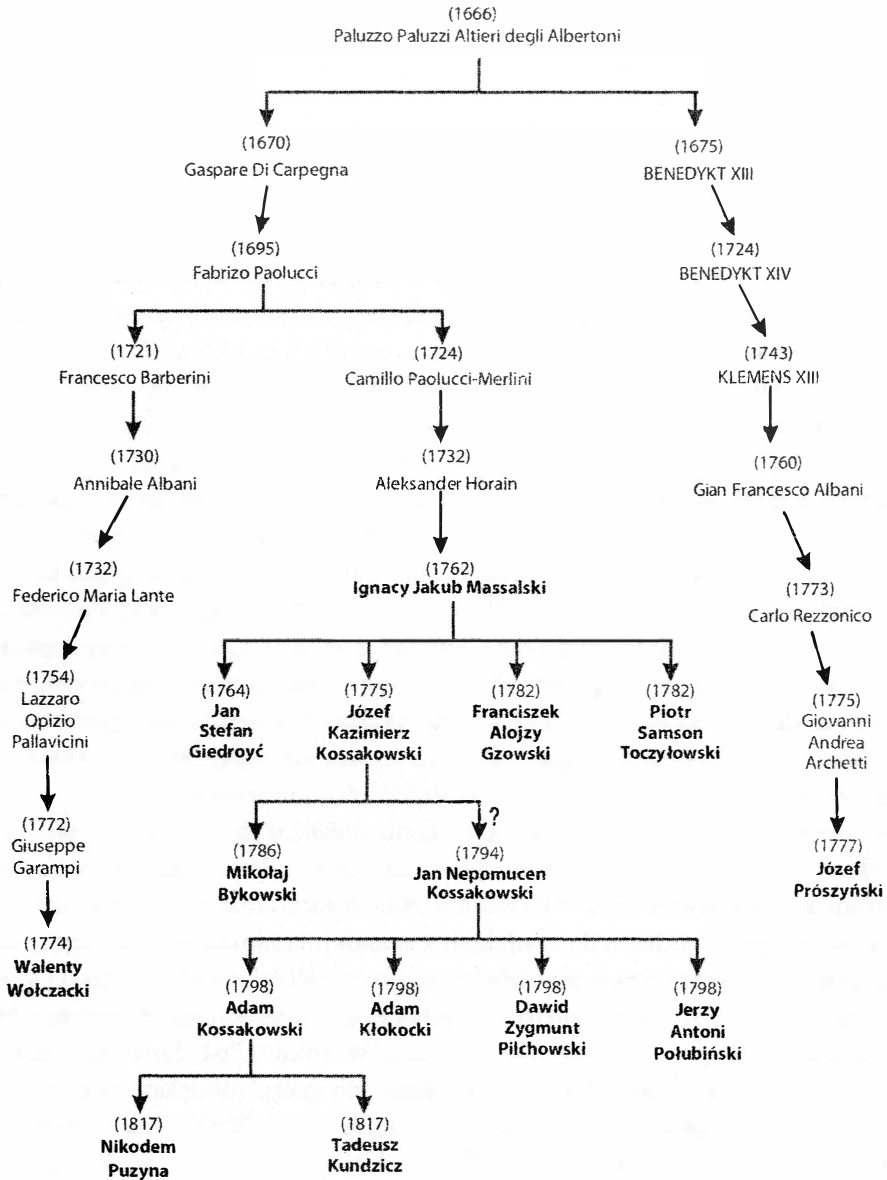 (1666)
Paluzzo Paluzzi Altieri degli Albertoni
(1670)
Gaspare Di Carpegna
(1675)
BENEDYKT XIII
(1695)
Fabrizo Paolucci
(1724)
BENEDYKT XIV
(1721)
Francesco Barberini
(1724)
Camillo Paolucci-Merlini
(1743)
KLEMENS XIII
(1730)
Annibale Albani
(1732)
Aleksander Horain
(1760)
Gian Francesco Albani
(1732)
Federico Maria Lante
(1762)
Ignacy Jakub Massalski
(1773)
Carlo Rezzonico
(1754)
Lazzaro
Opizio
Pallavicini
(1764)
Jan
Stefan
Giedroyć
(1775)
Józef
Kazimierz
Kossakowski
(1782)
Franciszek
Alojzy
Gzowski
(1782)
Piotr
Samson
Toczyłowski
(1775)
Giovanni
Andrea
Archetti
(1772)
Giuseppe
Garampi
(1786)
Mikołaj
Bykowski
?
(1794)
Jan Nepomucen
Kossakowski
(1777)
Józef
Prószyński
(1774)
Walenty
Wołczacki
(1798)
Adam
Kossakowski
(1798)
Adam
Kłokocki
(1798)
Dawid
Zygmunt
Pilchowski
(1798)
Jerzy
Antoni
Połubiński
(1817)
Nikodem
Puzyna
(1817)
Tadeusz
Kundzicz